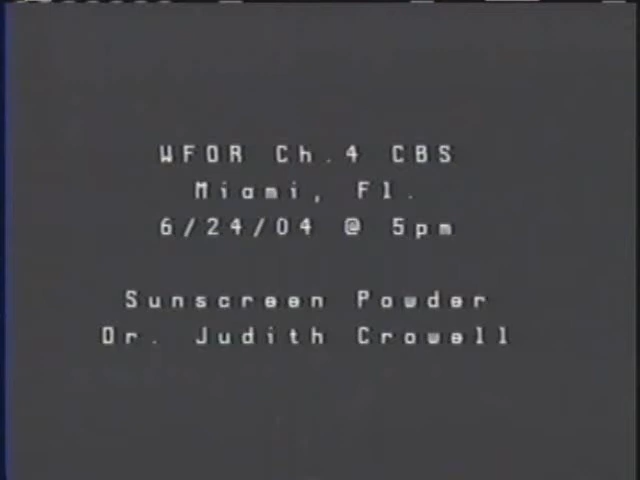 WFOR Ch.4 CBS
Miami, Fl.
6/24/04 @ 5pm
Sunscreen Powder
Dr. Judith Crowell